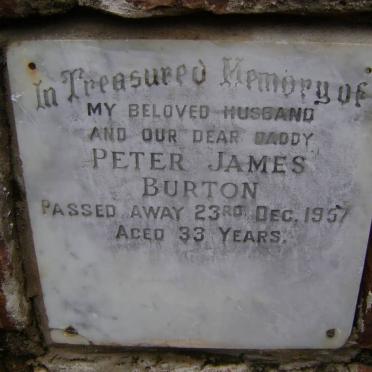 In Treasured Memory of
MY BELOVED HUSBAND
AND OUR DEAR DADDY
PETER JAMES
BURTON
PASSED AWAY 23RD DEC. 1957
AGED 33 YEARS.